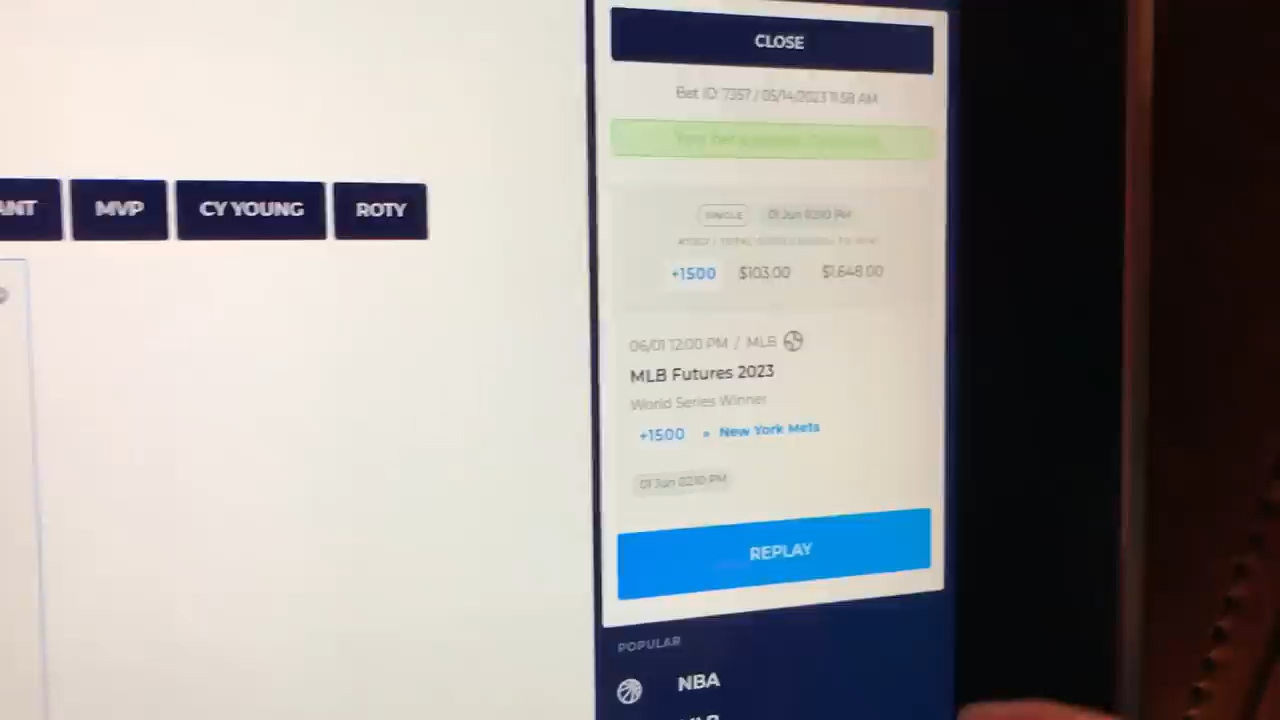 CLOSE
Bet ID: 7357 / 05/14/2023 11:58 AM
ANT MVP CY YOUNG ROTY
SINGLE 01 Jun 02:10 PM
+1500 $103.00 $1,648.00
06/01 12:00 PM / MLB
MLB Futures 2023
World Series Winner
+1500 New York Mets
01 Jun 02:10 PM
REPLAY
POPULAR
NBA
MLB